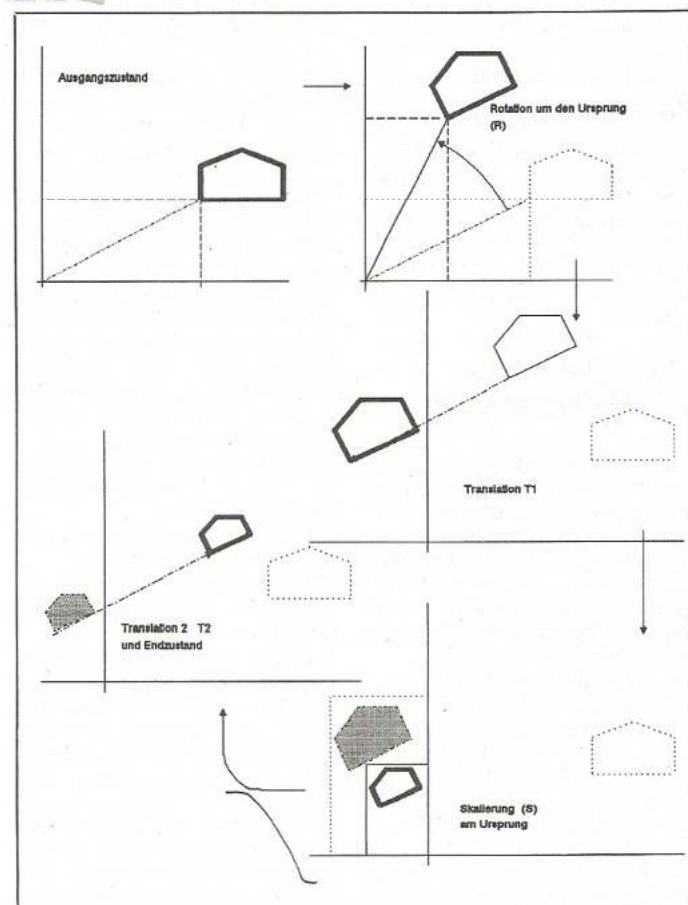 Ausgangszustand
Rotation um den Ursprung
(R)
Translation T1
Translation 2 T2
und Endzustand
Skalierung (S)
am Ursprung